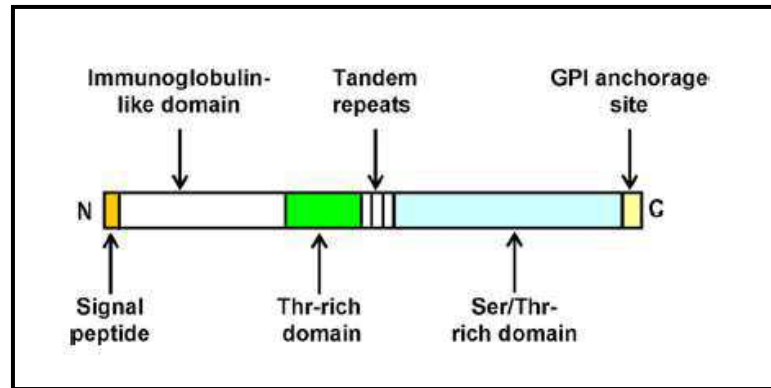 Immunoglobulin-
like domain
Tandem
repeats
GPI anchorage
site
N
C
Signal
peptide
Thr-rich
domain
Ser/Thr-
rich domain